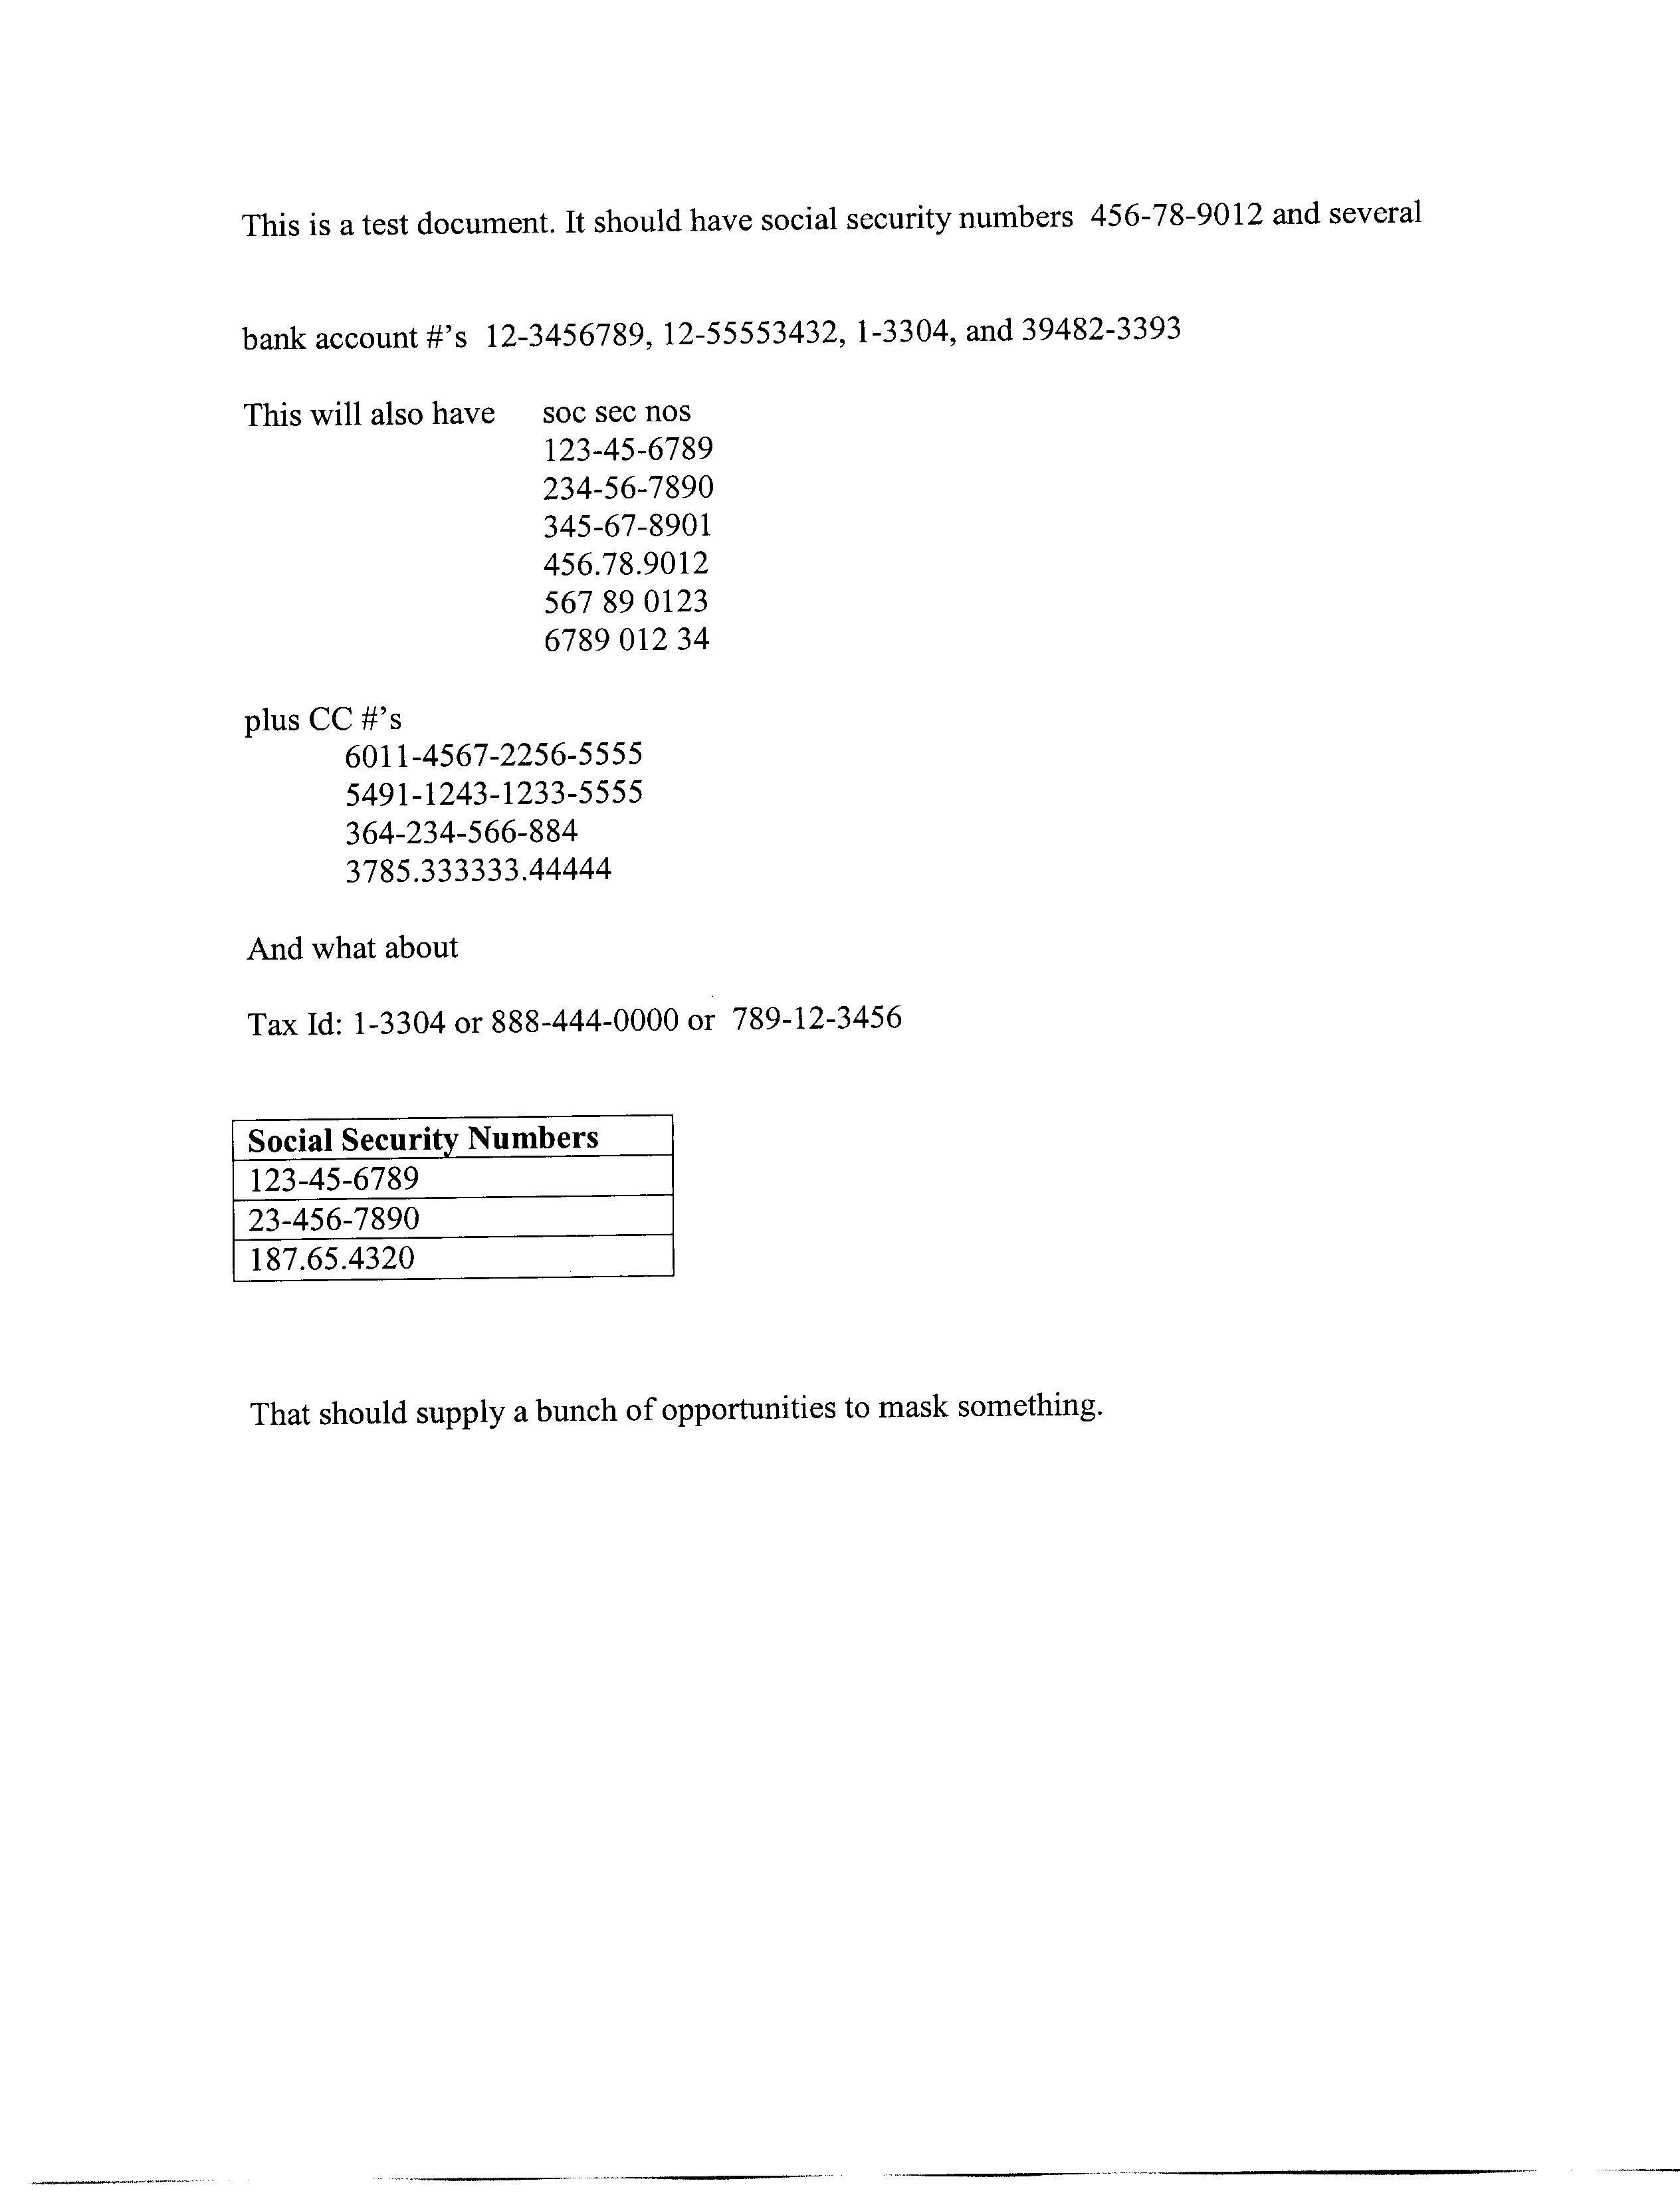 This is a test document. It should have social security numbers  456-78-9012 and several
bank account #’s  12-3456789, 12-55553432, 1-3304, and 39482-3393
This will also have soc sec nos
123-45-6789
234-56-7890
345-67-8901
456.78.9012
567 89 0123
6789 012 34
plus CC #’s
6011-4567-2256-5555
5491-1243-1233-5555
364-234-566-884
3785.333333.44444
And what about
Tax Id: 1-3304 or 888-444-0000 or  789-12-3456
Social Security Numbers
123-45-6789
23-456-7890
187.65.4320
That should supply a bunch of opportunities to mask something.